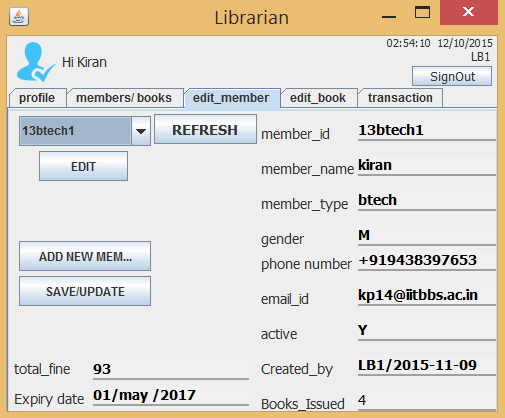 Librarian
02:54:10 12/10/2015
Hi Kiran
LB1
SignOut
profile members/ books edit_member edit_book transaction
13btech1 REFRESH member_id 13btech1
EDIT member_name kiran
member_type btech
gender M
ADD NEW MEM... phone number +919438397653
SAVE/UPDATE email_id kp14@iitbbs.ac.in
active Y
total_fine 93 Created_by LB1/2015-11-09
Expiry date 01/may /2017 Books_Issued 4